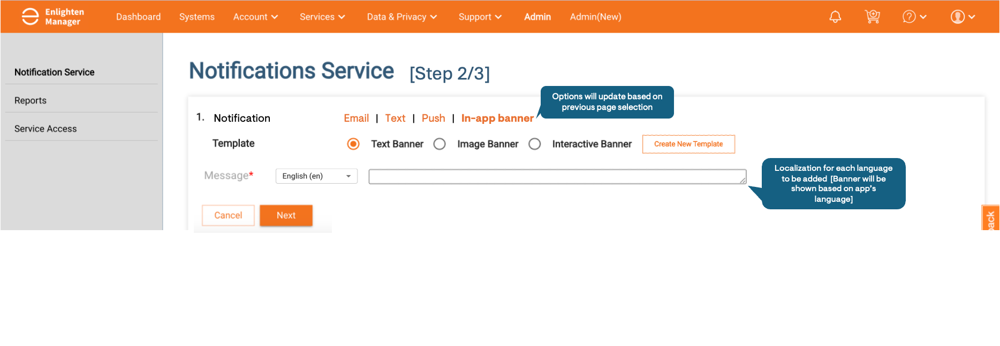 Enlighten
Manager
Dashboard Systems Account Services Data & Privacy Support Admin Admin(New)
Notification Service
Reports
Service Access
Notifications Service [Step 2/3]
Options will update based on
previous page selection
1. Notification Email | Text | Push | In-app banner
Template Text Banner Image Banner Interactive Banner Create New Template
Localization for each language
to be added [Banner will be
shown based on app's
language]
Message* English (en)
Cancel Next